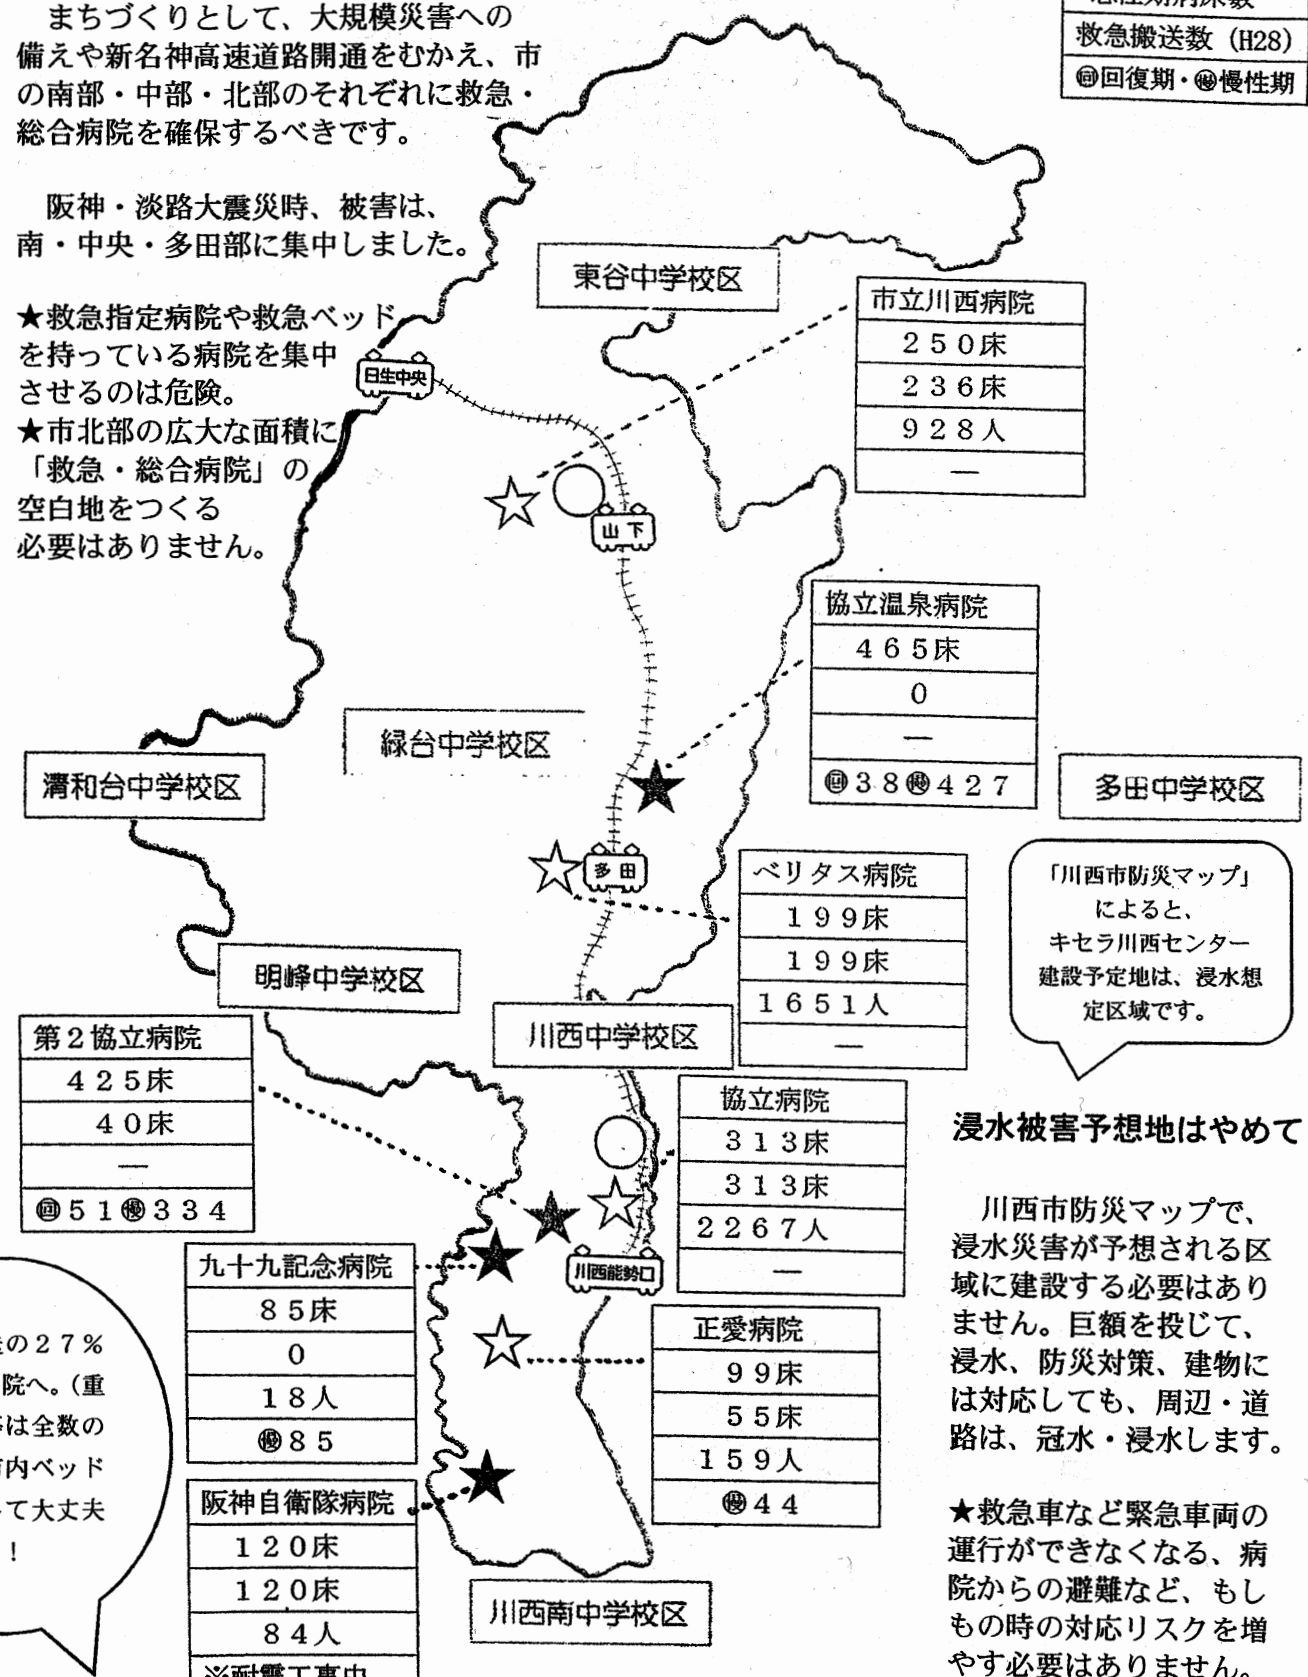 まちづくりとして、大規模災害への
備えや新名神高速道路開通をむかえ、市
の南部・中部・北部のそれぞれに救急・
総合病院を確保するべきです。
阪神・淡路大震災時、被害は、
南・中央・多田部に集中しました。
★救急指定病院や救急ベッド
を持っている病院を集中
させるのは危険。
★市北部の広大な面積に
「救急・総合病院」の
空白地をつくる
必要はありません。
救急搬送数（H28）
㊣回復期・㊣慢性期
東谷中学校区
市立川西病院
250床
236床
928人
―
日生中央
山下
協立温泉病院
465床
0
―
回38慢427
緑台中学校区
清和台中学校区
多田中学校区
多田
ベリタス病院
199床
199床
1651人
―
「川西市防災マップ」
によると、
キセラ川西センター
建設予定地は、浸水想
定区域です。
明峰中学校区
川西中学校区
第2協立病院
425床
40床
―
回51慢334
協立病院
313床
313床
2267人
―
川西能勢口
九十九記念病院
85床
0
18人
慢85
正愛病院
99床
55床
159人
慢44
阪神自衛隊病院
120床
120床
84人
※耐震工事中
川西南中学校区
の27%
院へ。(重
は全数の
内ベッド
て大丈夫
！
浸水被害予想地はやめて
川西市防災マップで、
浸水災害が予想される区
域に建設する必要はあり
ません。巨額を投じて、
浸水、防災対策、建物に
は対応しても、周辺・道
路は、冠水・浸水します。
★救急車など緊急車両の
運行ができなくなる、病
院からの避難など、もし
もの時の対応リスクを増
やす必要はありません。